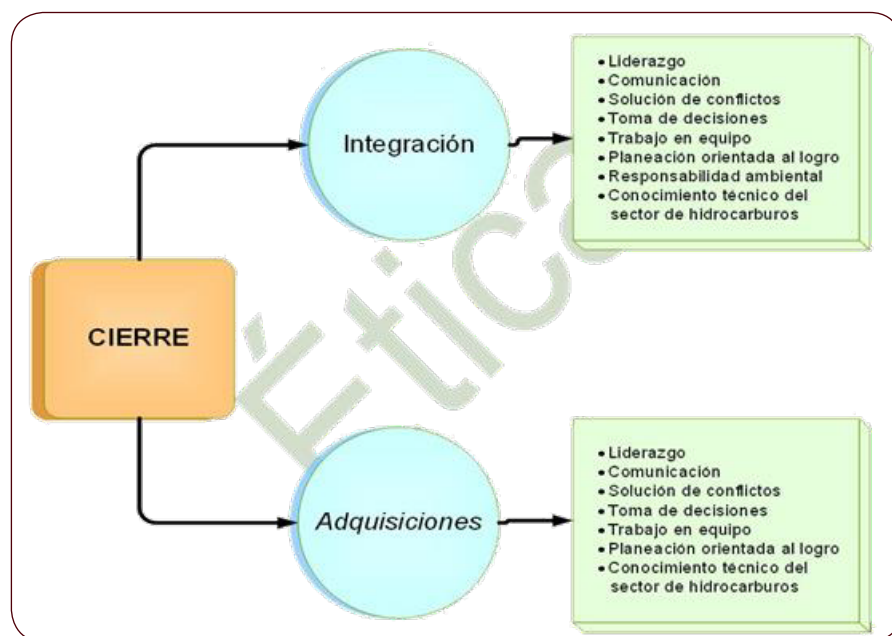 CIERRE
Integración
• Liderazgo
• Comunicación
• Solución de conflictos
• Toma de decisiones
• Trabajo en equipo
• Planeación orientada al logro
• Responsabilidad ambiental
• Conocimiento técnico del
sector de hidrocarburos
Ética
Adquisiciones
• Liderazgo
• Comunicación
• Solución de conflictos
• Toma de decisiones
• Trabajo en equipo
• Planeación orientada al logro
• Conocimiento técnico del
sector de hidrocarburos